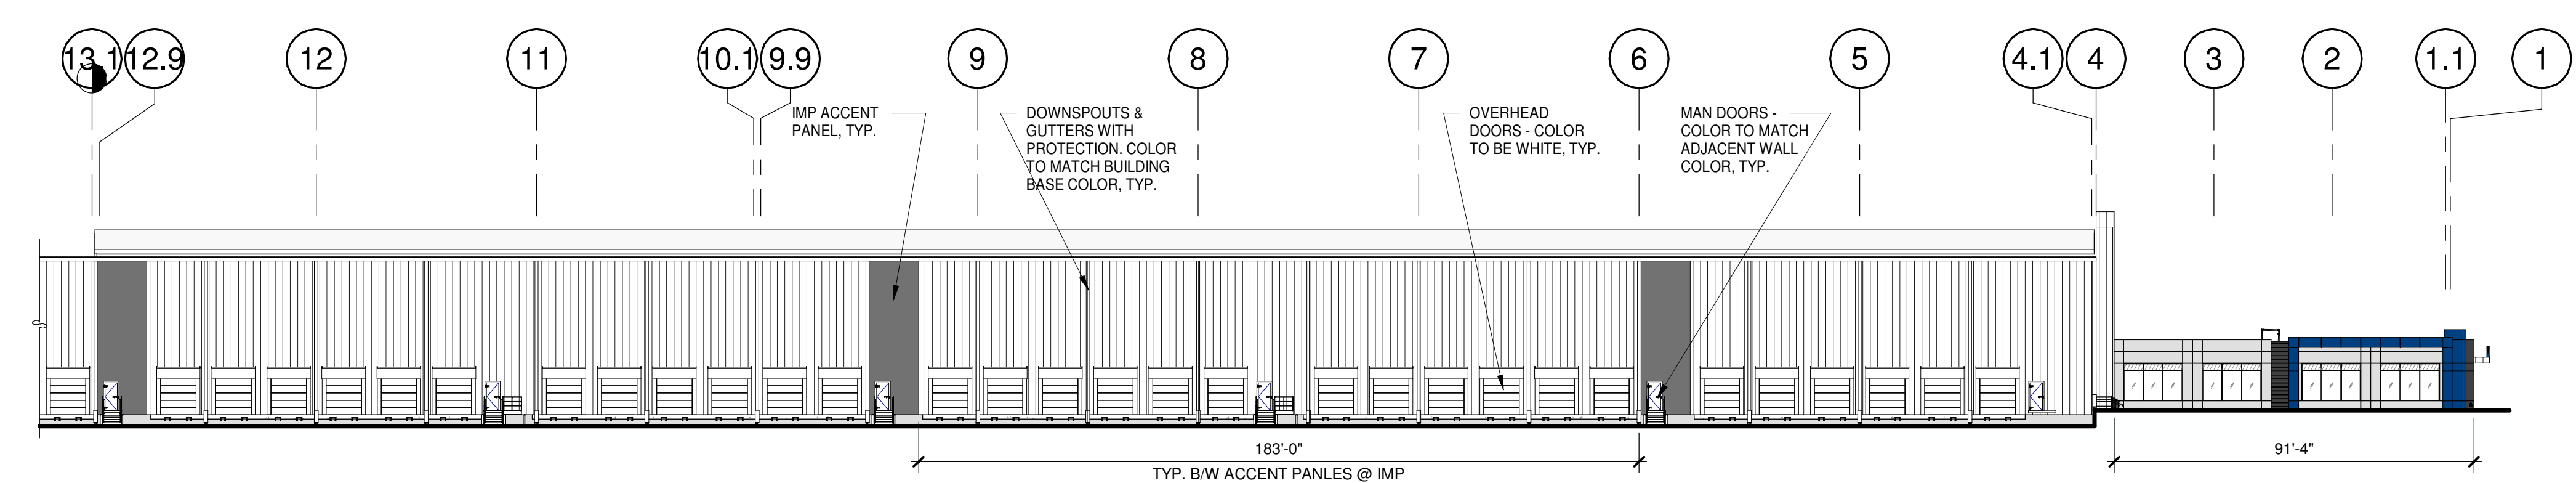 13.1
12.9
12
11
10.1
9.9
9
8
7
6
5
4.1
4
3
2
1.1
1
IMP ACCENT
PANEL, TYP.
DOWNSPOUTS &
GUTTERS WITH
PROTECTION. COLOR
TO MATCH BUILDING
BASE COLOR, TYP.
OVERHEAD
DOORS - COLOR
TO BE WHITE, TYP.
MAN DOORS -
COLOR TO MATCH
ADJACENT WALL
COLOR, TYP.
183'-0"
TYP. B/W ACCENT PANLES @ IMP
91'-4"